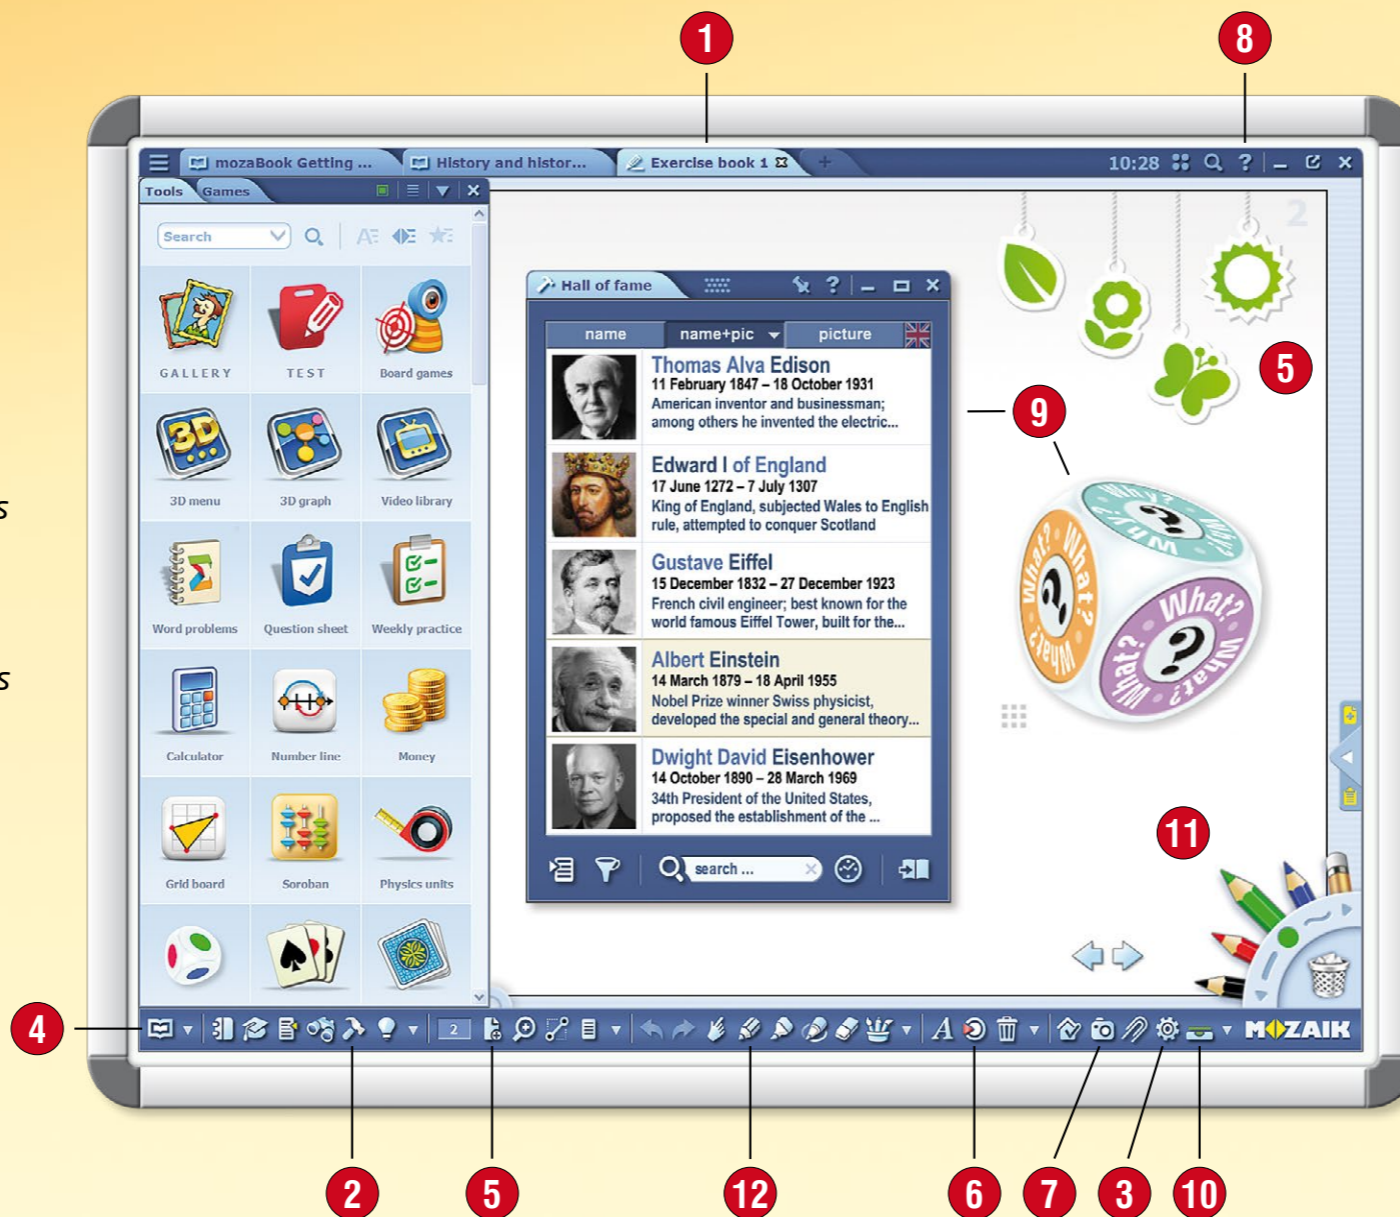 1
8
mozaBook Getting ...
History and histor...
Exercise book 1
+
10:28
?
Tools
Games
Search
GALLERY
TEST
Board games
3D
3D menu
3D graph
Video library
Word problems
Question sheet
Weekly practice
Calculator
Number line
Money
Grid board
Soroban
Physics units
Hall of fame
?
name
name+pic
picture
Thomas Alva Edison
11 February 1847 – 18 October 1931
American inventor and businessman;
among others he invented the electric...
Edward I of England
17 June 1272 – 7 July 1307
King of England, subjected Wales to English
rule, attempted to conquer Scotland
Gustave Eiffel
15 December 1832 – 27 December 1923
French civil engineer; best known for the
world famous Eiffel Tower, built for the...
Albert Einstein
14 March 1879 – 18 April 1955
Nobel Prize winner Swiss physicist,
developed the special and general theory...
Dwight David Eisenhower
14 October 1890 – 28 March 1969
34th President of the United States,
proposed the establishment of the ...
search ...
2
5
9
Why? Why? Why?
?
What? What? What?
?
What? What? What?
?
11
s
s
4
2
A
MOZAIK
2
5
12
6
7
3
10